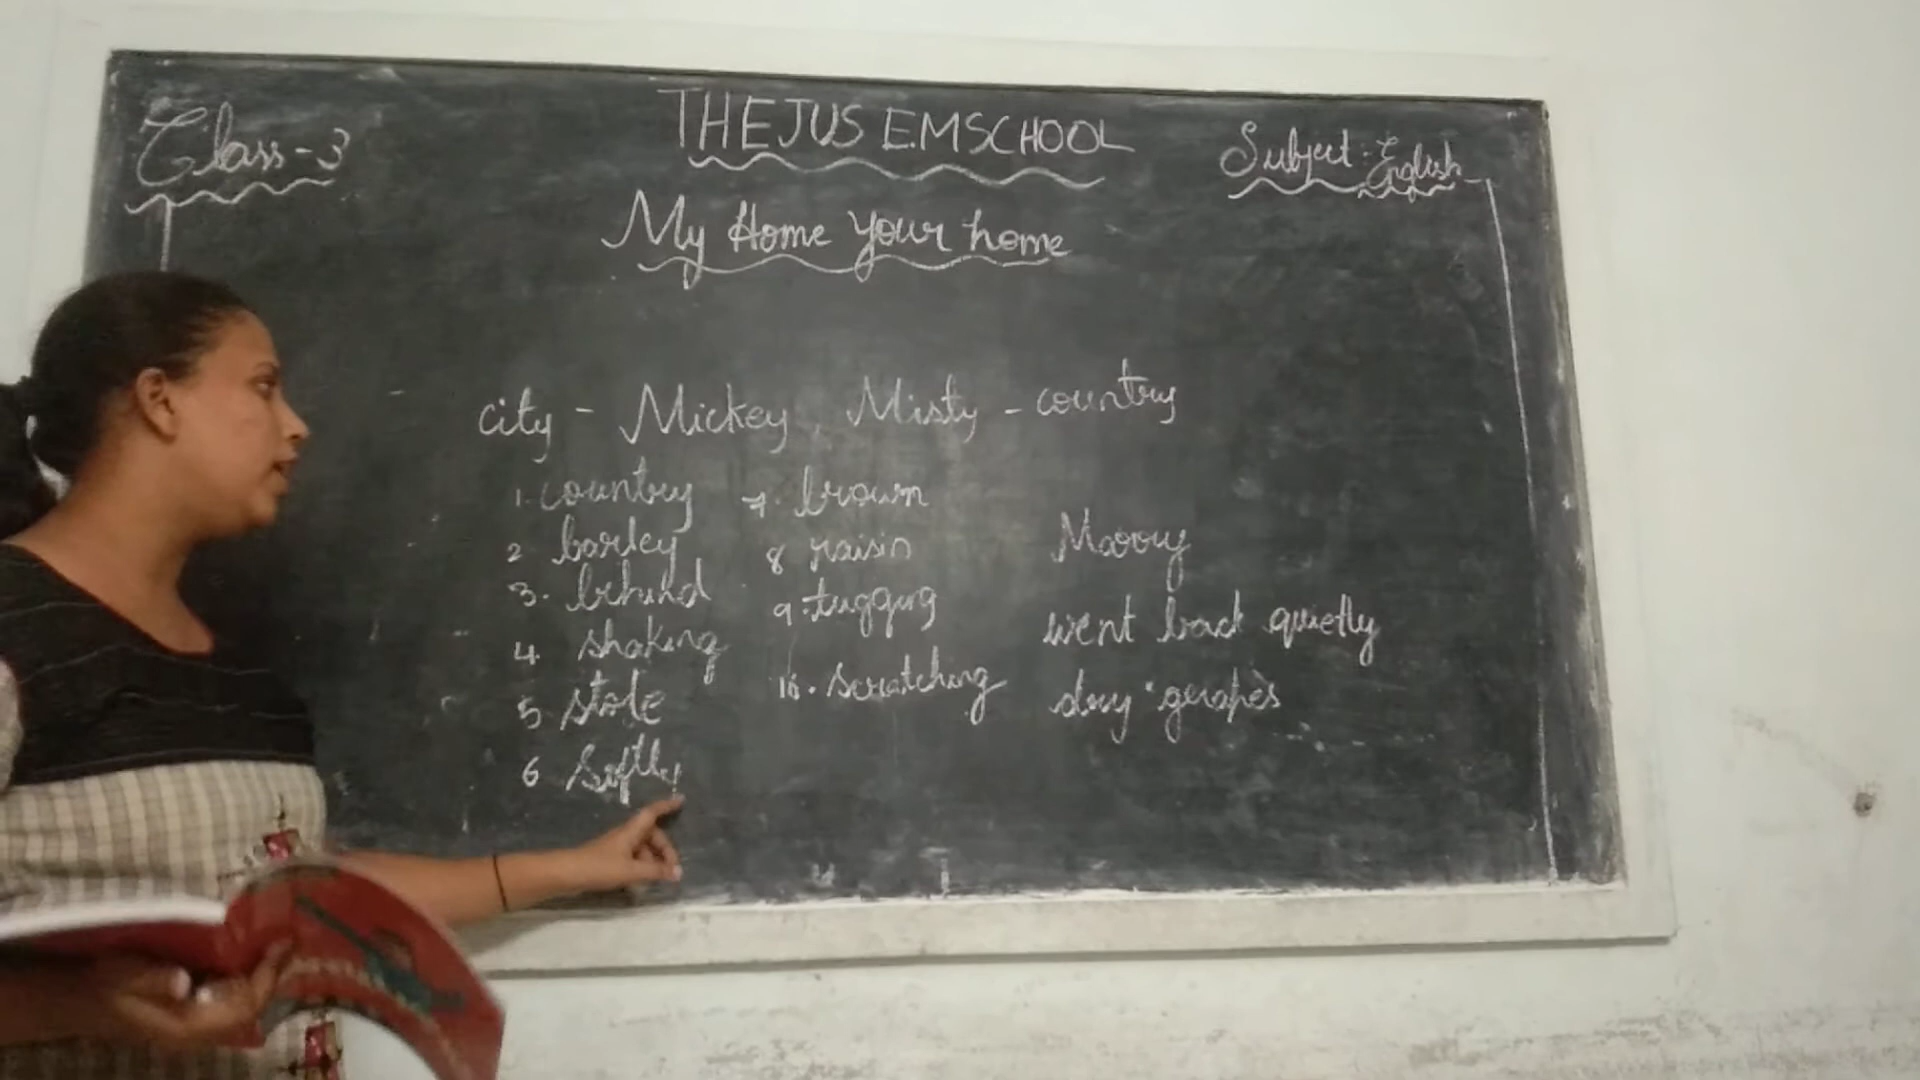 Class-3
THEJUS E.M SCHOOL
Subject:-English
My Home Your home
city - Mickey, Misty - country
1. country
2 barley
3. behind
4 shaking
5 stole
6 Softly
7. brown
8 raisin
9. tugging
10. scratching
went back quietly
dry grapes